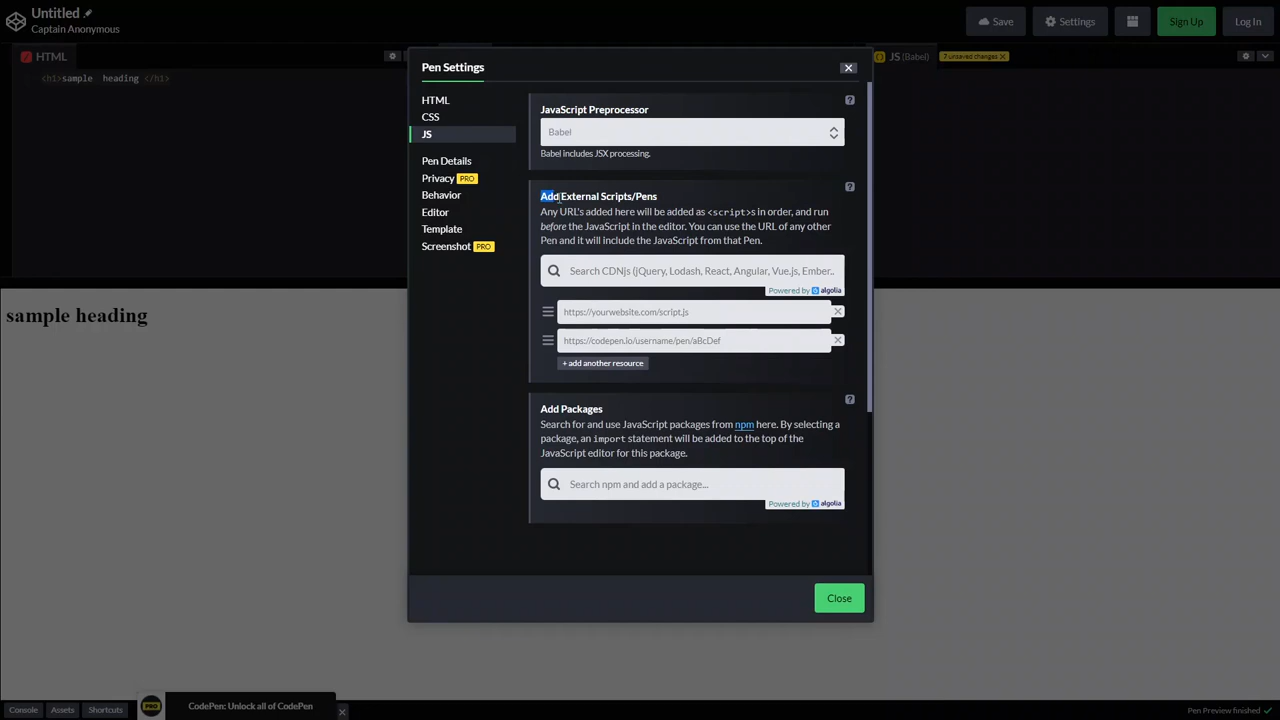 Untitled
Captain Anonymous
Save
Settings
Sign Up
Log In
HTML
JS (Babel)
7 unsaved changes ×
<h1>sample  heading </h1>
sample heading
Pen Settings
HTML
CSS
JS
Pen Details
Privacy PRO
Behavior
Editor
Template
Screenshot PRO
JavaScript Preprocessor
?
Babel
Babel includes JSX processing.
Add External Scripts/Pens
?
Any URL's added here will be added as <script>s in order, and run
before the JavaScript in the editor. You can use the URL of any other
Pen and it will include the JavaScript from that Pen.
Search CDNjs (jQuery, Lodash, React, Angular, Vue.js, Ember..
Powered by algolia
https://yourwebsite.com/script.js
https://codepen.io/username/pen/aBcDef
+ add another resource
Add Packages
?
Search for and use JavaScript packages from npm here. By selecting a
package, an import statement will be added to the top of the
JavaScript editor for this package.
Search npm and add a package...
Powered by algolia
Close
Console
Assets
Shortcuts
PRO
CodePen: Unlock all of CodePen
Pen Preview finished